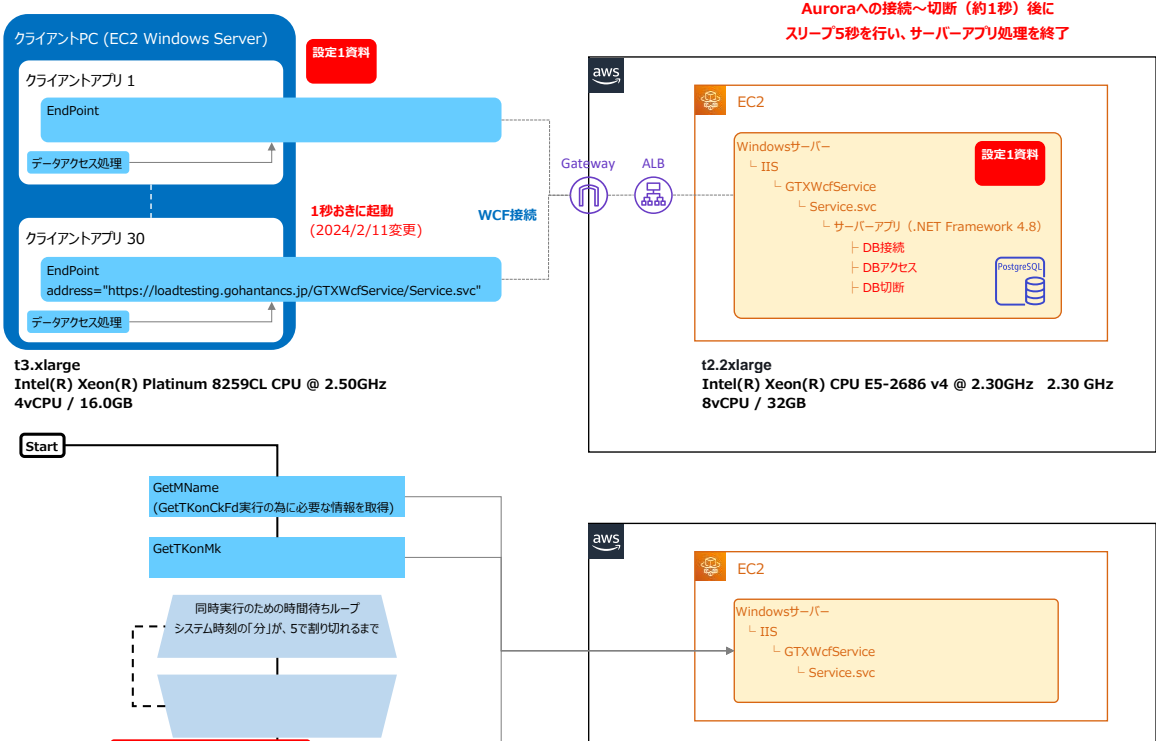 Auroraへの接続～切断（約1秒）後に
スリープ5秒を行い、サーバーアプリ処理を終了
クライアントPC (EC2 Windows Server)
設定1資料
クライアントアプリ 1
EndPoint
データアクセス処理
クライアントアプリ 30
1秒おきに起動
(2024/2/11変更)
WCF接続
EndPoint
address="https://loadtesting.gohantancs.jp/GTXWcfService/Service.svc"
データアクセス処理
t3.xlarge
Intel(R) Xeon(R) Platinum 8259CL CPU @ 2.50GHz
4vCPU / 16.0GB
Gateway
ALB
aws
EC2
Windowsサーバー
└ IIS
└ GTXWcfService
└ Service.svc
└ サーバーアプリ（.NET Framework 4.8）
├ DB接続
├ DBアクセス
├ DB切断
設定1資料
PostgreSQL
t2.2xlarge
Intel(R) Xeon(R) CPU E5-2686 v4 @ 2.30GHz 2.30 GHz
8vCPU / 32GB
Start
GetMName
(GetTKonCkFd実行の為に必要な情報を取得)
GetTKonMk
同時実行のための時間待ちループ
システム時刻の「分」が、5で割り切れるまで
aws
EC2
Windowsサーバー
└ IIS
└ GTXWcfService
└ Service.svc